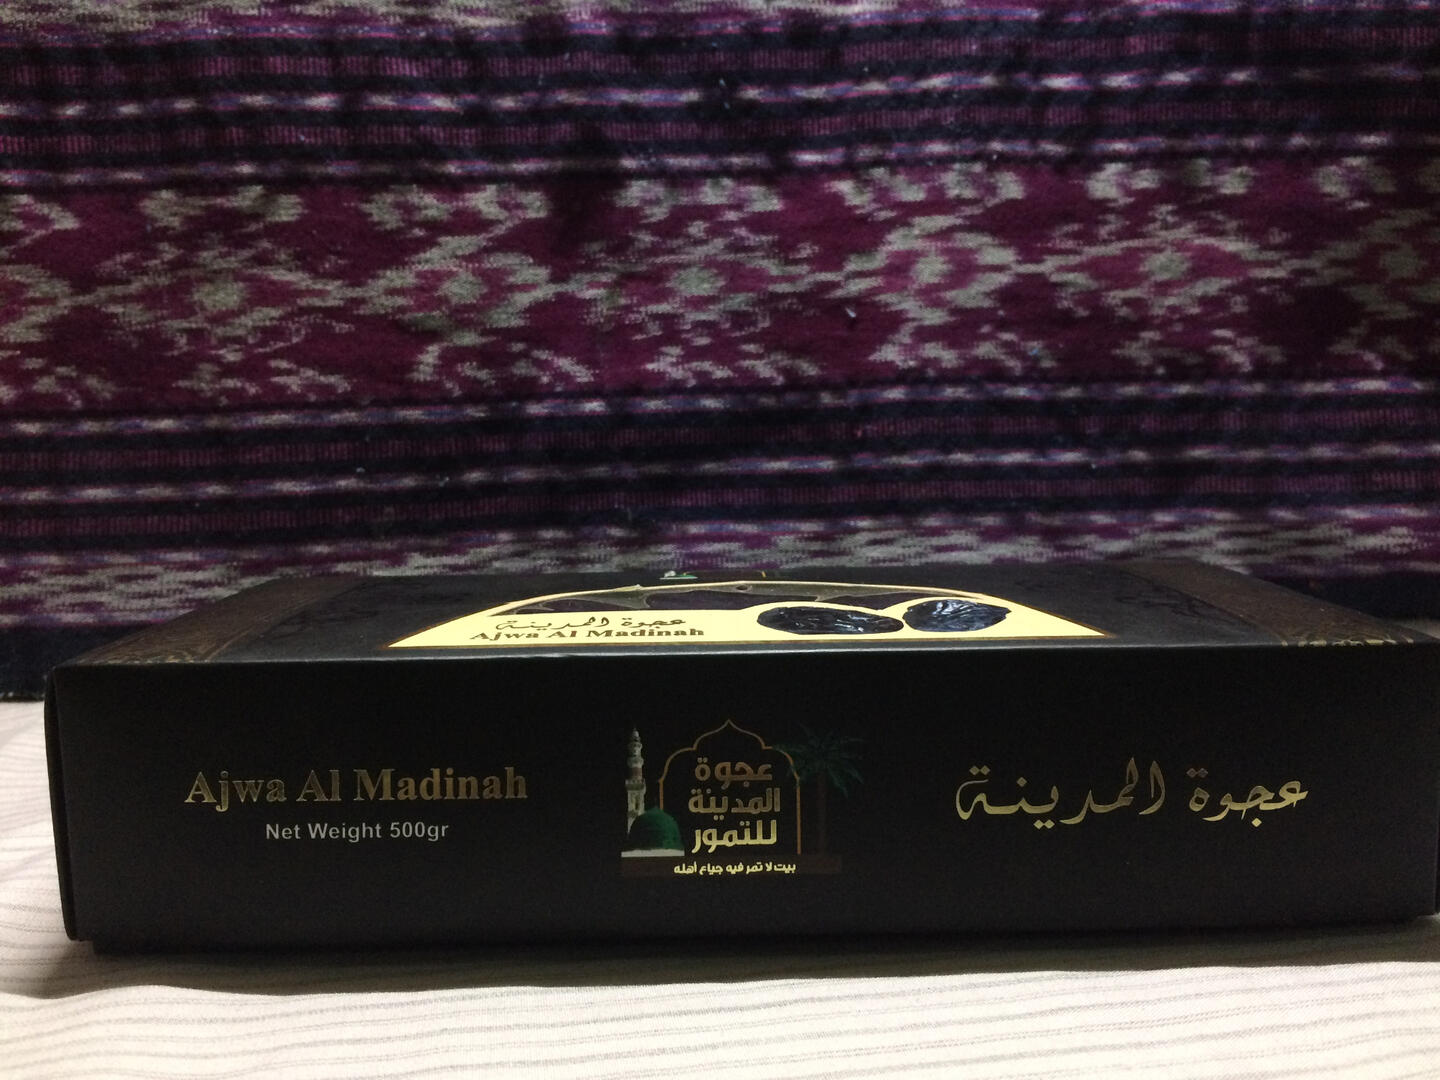 عجوة المدينة
Ajwa Al Madinah
Ajwa Al Madinah
Net Weight 500gr
عجوة
المدينة
للتمور
بيت لا تمر فيه جياع أهله
عجوة المدينة